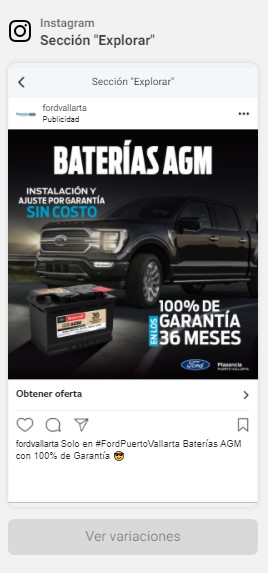 Instagram
Sección "Explorar"
Sección "Explorar"
fordvallarta
Publicidad
BATERÍAS AGM
INSTALACIÓN Y
AJUSTE POR GARANTÍA
SIN COSTO
AGM
30
100% DE
EN LOS
GARANTÍA
36 MESES
Ford
Plasencia
PUERTO VALLARTA
Obtener oferta
fordvallarta Solo en #FordPuertoVallarta Baterías AGM
con 100% de Garantía 😎
Ver variaciones